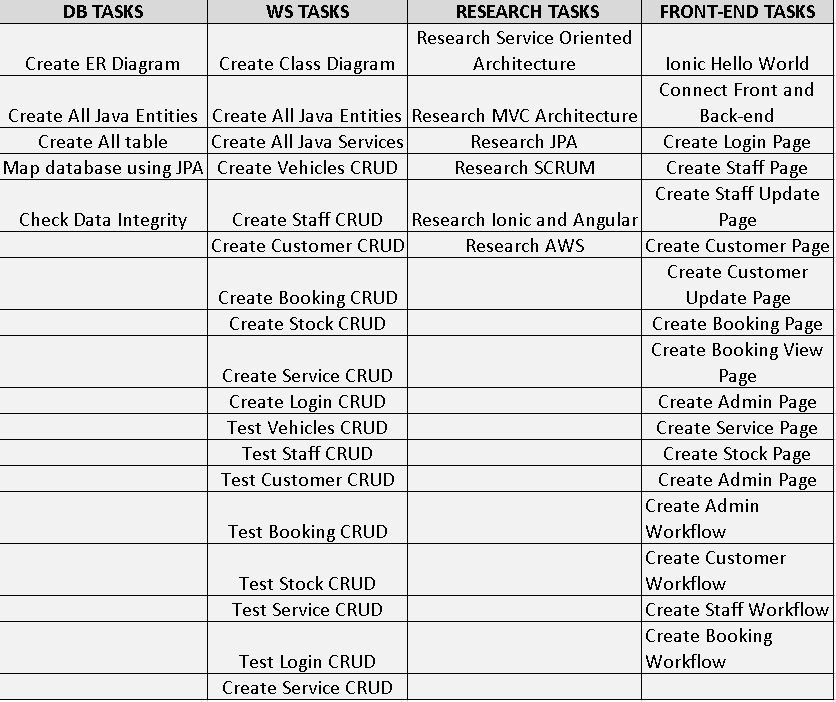 DB TASKS WS TASKS RESEARCH TASKS FRONT-END TASKS
Research Service Oriented
Create ER Diagram Create Class Diagram Architecture Ionic Hello World
Connect Front and
Create All Java Entities Create All Java Entities Research MVC Architecture Back-end
Create All table Create All Java Services Research JPA Create Login Page
Map database using JPA Create Vehicles CRUD Research SCRUM Create Staff Page
Create Staff Update
Check Data Integrity Create Staff CRUD Research Ionic and Angular Page
Create Customer CRUD Research AWS Create Customer Page
Create Customer
Create Booking CRUD Update Page
Create Stock CRUD Create Booking Page
Create Booking View
Create Service CRUD Page
Create Login CRUD Create Admin Page
Test Vehicles CRUD Create Service Page
Test Staff CRUD Create Stock Page
Test Customer CRUD Create Admin Page
Create Admin
Test Booking CRUD Workflow
Create Customer
Test Stock CRUD Workflow
Test Service CRUD Create Staff Workflow
Create Booking
Test Login CRUD Workflow
Create Service CRUD